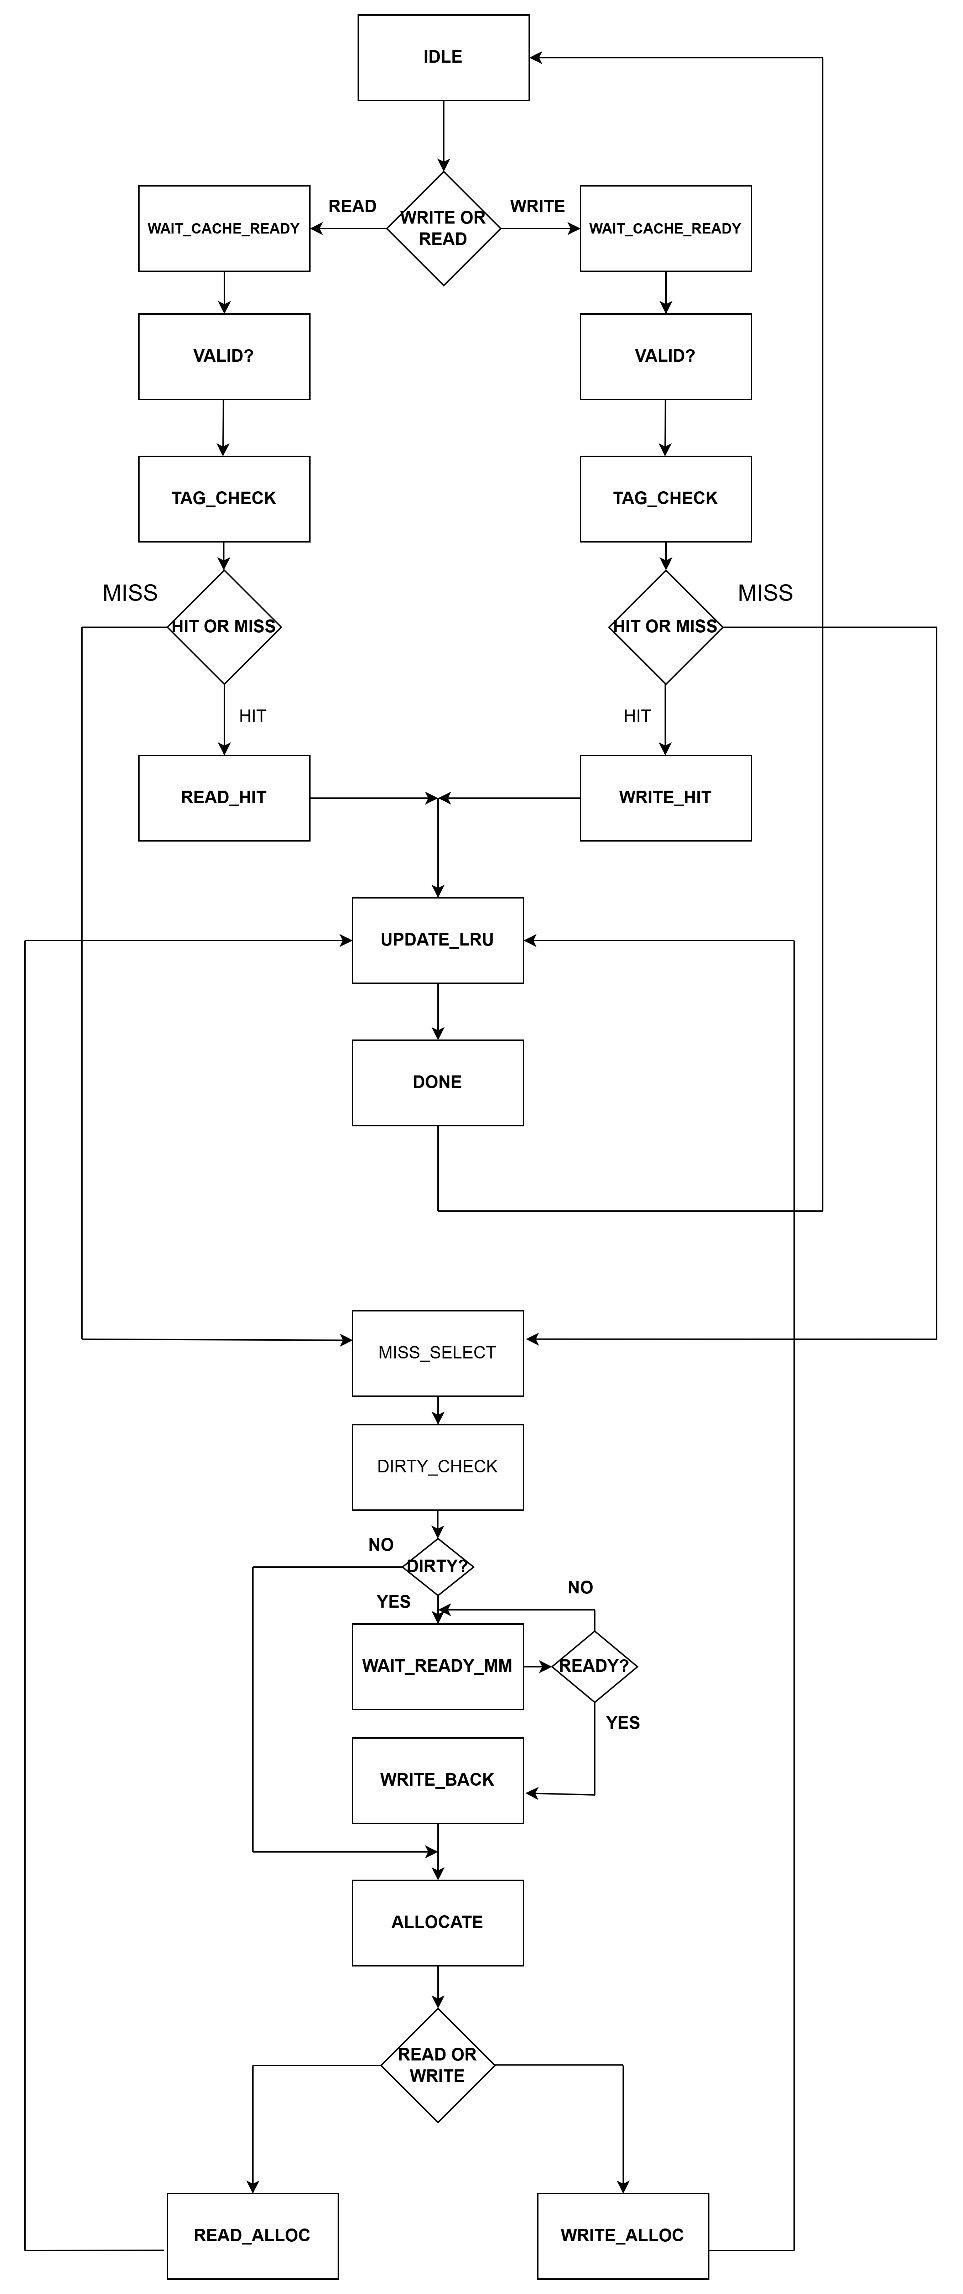 IDLE
READ
WRITE OR
READ
WRITE
WAIT_CACHE_READY
WAIT_CACHE_READY
VALID?
VALID?
TAG_CHECK
TAG_CHECK
MISS
HIT OR MISS
HIT OR MISS
MISS
HIT
HIT
READ_HIT
WRITE_HIT
UPDATE_LRU
DONE
MISS_SELECT
DIRTY_CHECK
NO
DIRTY?
YES
NO
WAIT_READY_MM
READY?
YES
WRITE_BACK
ALLOCATE
READ OR
WRITE
READ_ALLOC
WRITE_ALLOC